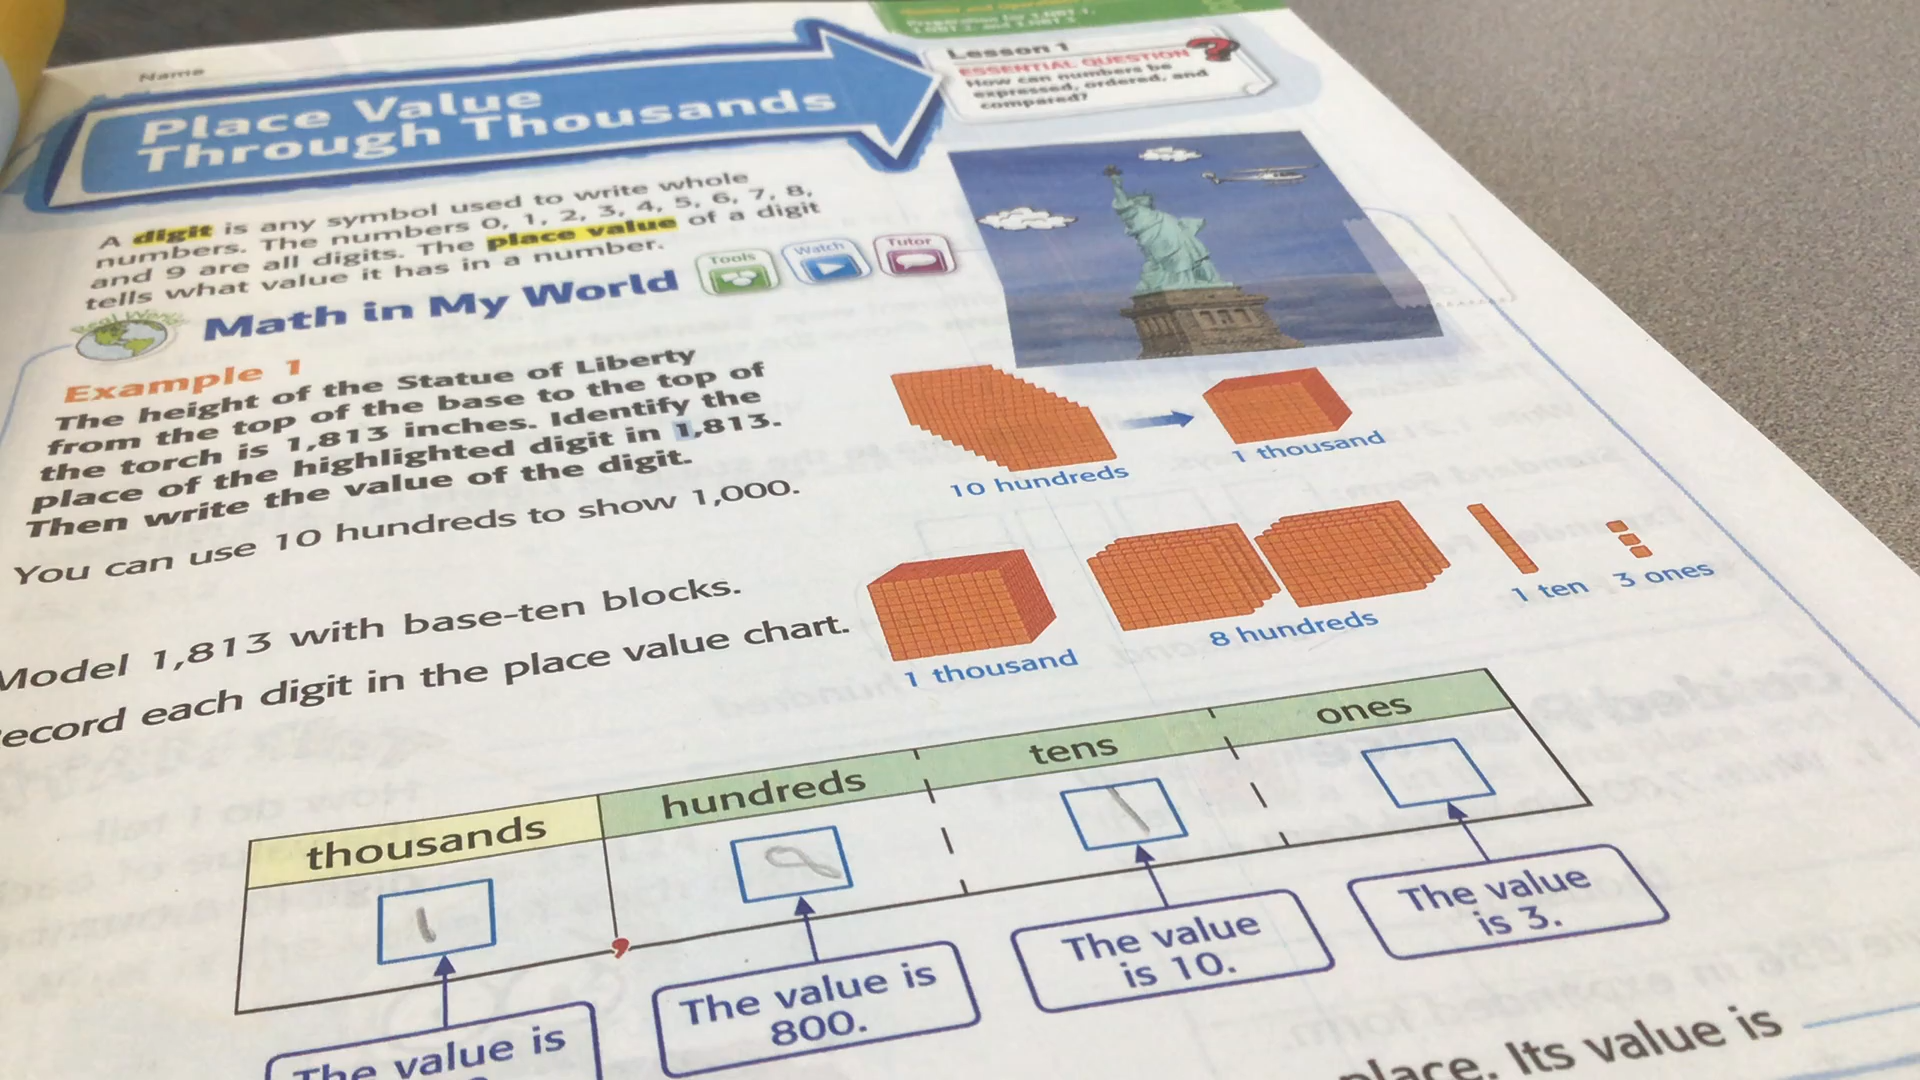 Name
Place Value
Through Thousands
Lesson 1
ESSENTIAL QUESTION
How can numbers be
expressed, ordered, and
compared?
A digit is any symbol used to write whole
numbers. The numbers 0, 1, 2, 3, 4, 5, 6, 7, 8,
and 9 are all digits. The place value of a digit
tells what value it has in a number.
Math in My World
Tools
Watch
Tutor
Example 1
The height of the Statue of Liberty
from the top of the base to the top of
the torch is 1,813 inches. Identify the
place of the highlighted digit in 1,813.
Then write the value of the digit.
You can use 10 hundreds to show 1,000.
10 hundreds
1 thousand
Model 1,813 with base-ten blocks.
ecord each digit in the place value chart.
1 thousand
8 hundreds
1 ten
3 ones
thousands
hundreds
tens
ones
1
,
8
1
The value is
The value is
800.
The value
is 10.
The value
is 3.
place. Its value is